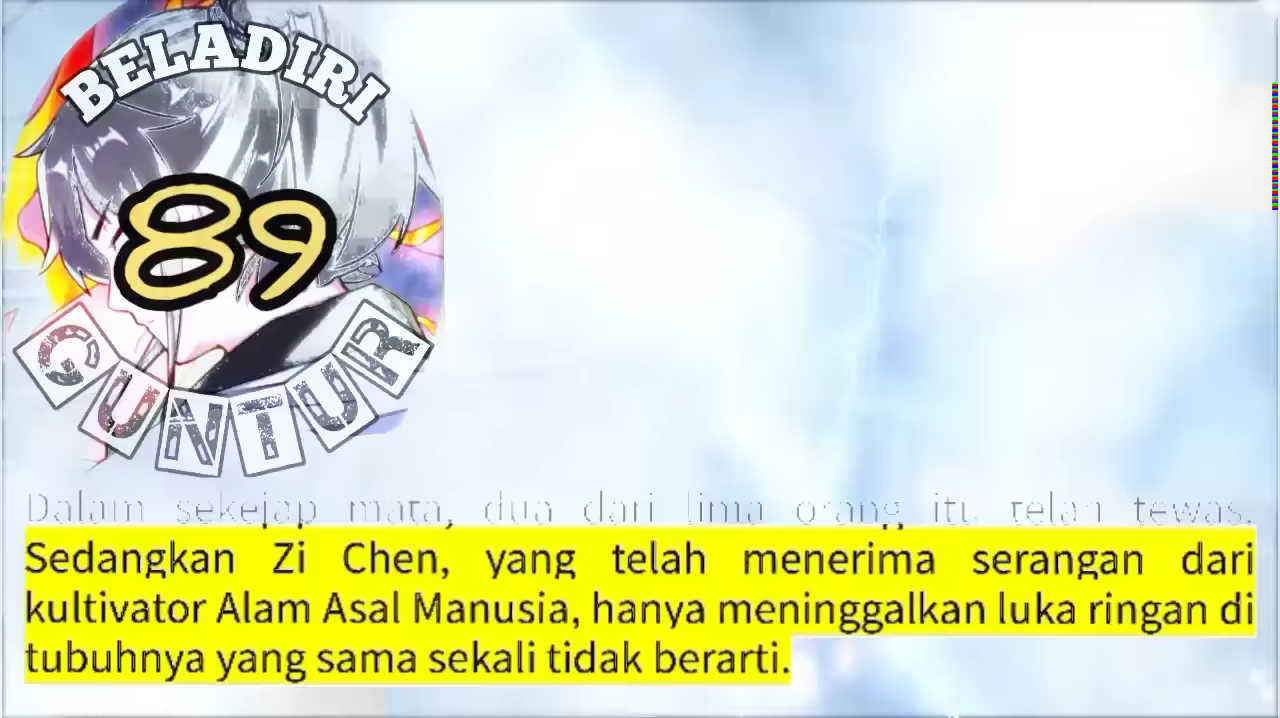 BELADIRI
89
GUNTUR
Dalam sekejap mata, dua dari lima orang itu telah tewas.
Sedangkan Zi Chen, yang telah menerima serangan dari
kultivator Alam Asal Manusia, hanya meninggalkan luka ringan di
tubuhnya yang sama sekali tidak berarti.